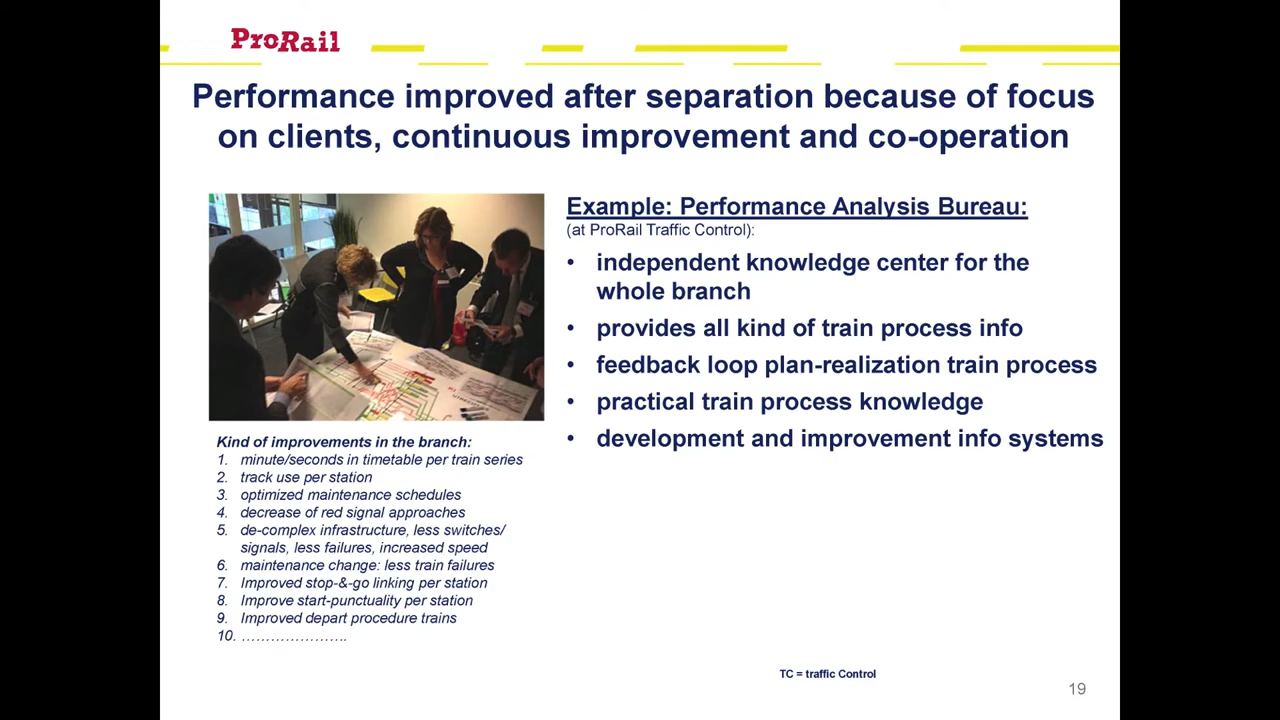 ProRail
Performance improved after separation because of focus
on clients, continuous improvement and co-operation
Example: Performance Analysis Bureau:
(at ProRail Traffic Control):
• independent knowledge center for the
whole branch
• provides all kind of train process info
• feedback loop plan-realization train process
• practical train process knowledge
• development and improvement info systems
Kind of improvements in the branch:
1. minute/seconds in timetable per train series
2. track use per station
3. optimized maintenance schedules
4. decrease of red signal approaches
5. de-complex infrastructure, less switches/
signals, less failures, increased speed
6. maintenance change: less train failures
7. Improved stop-&-go linking per station
8. Improve start-punctuality per station
9. Improved depart procedure trains
10. …………………..
TC = traffic Control
19